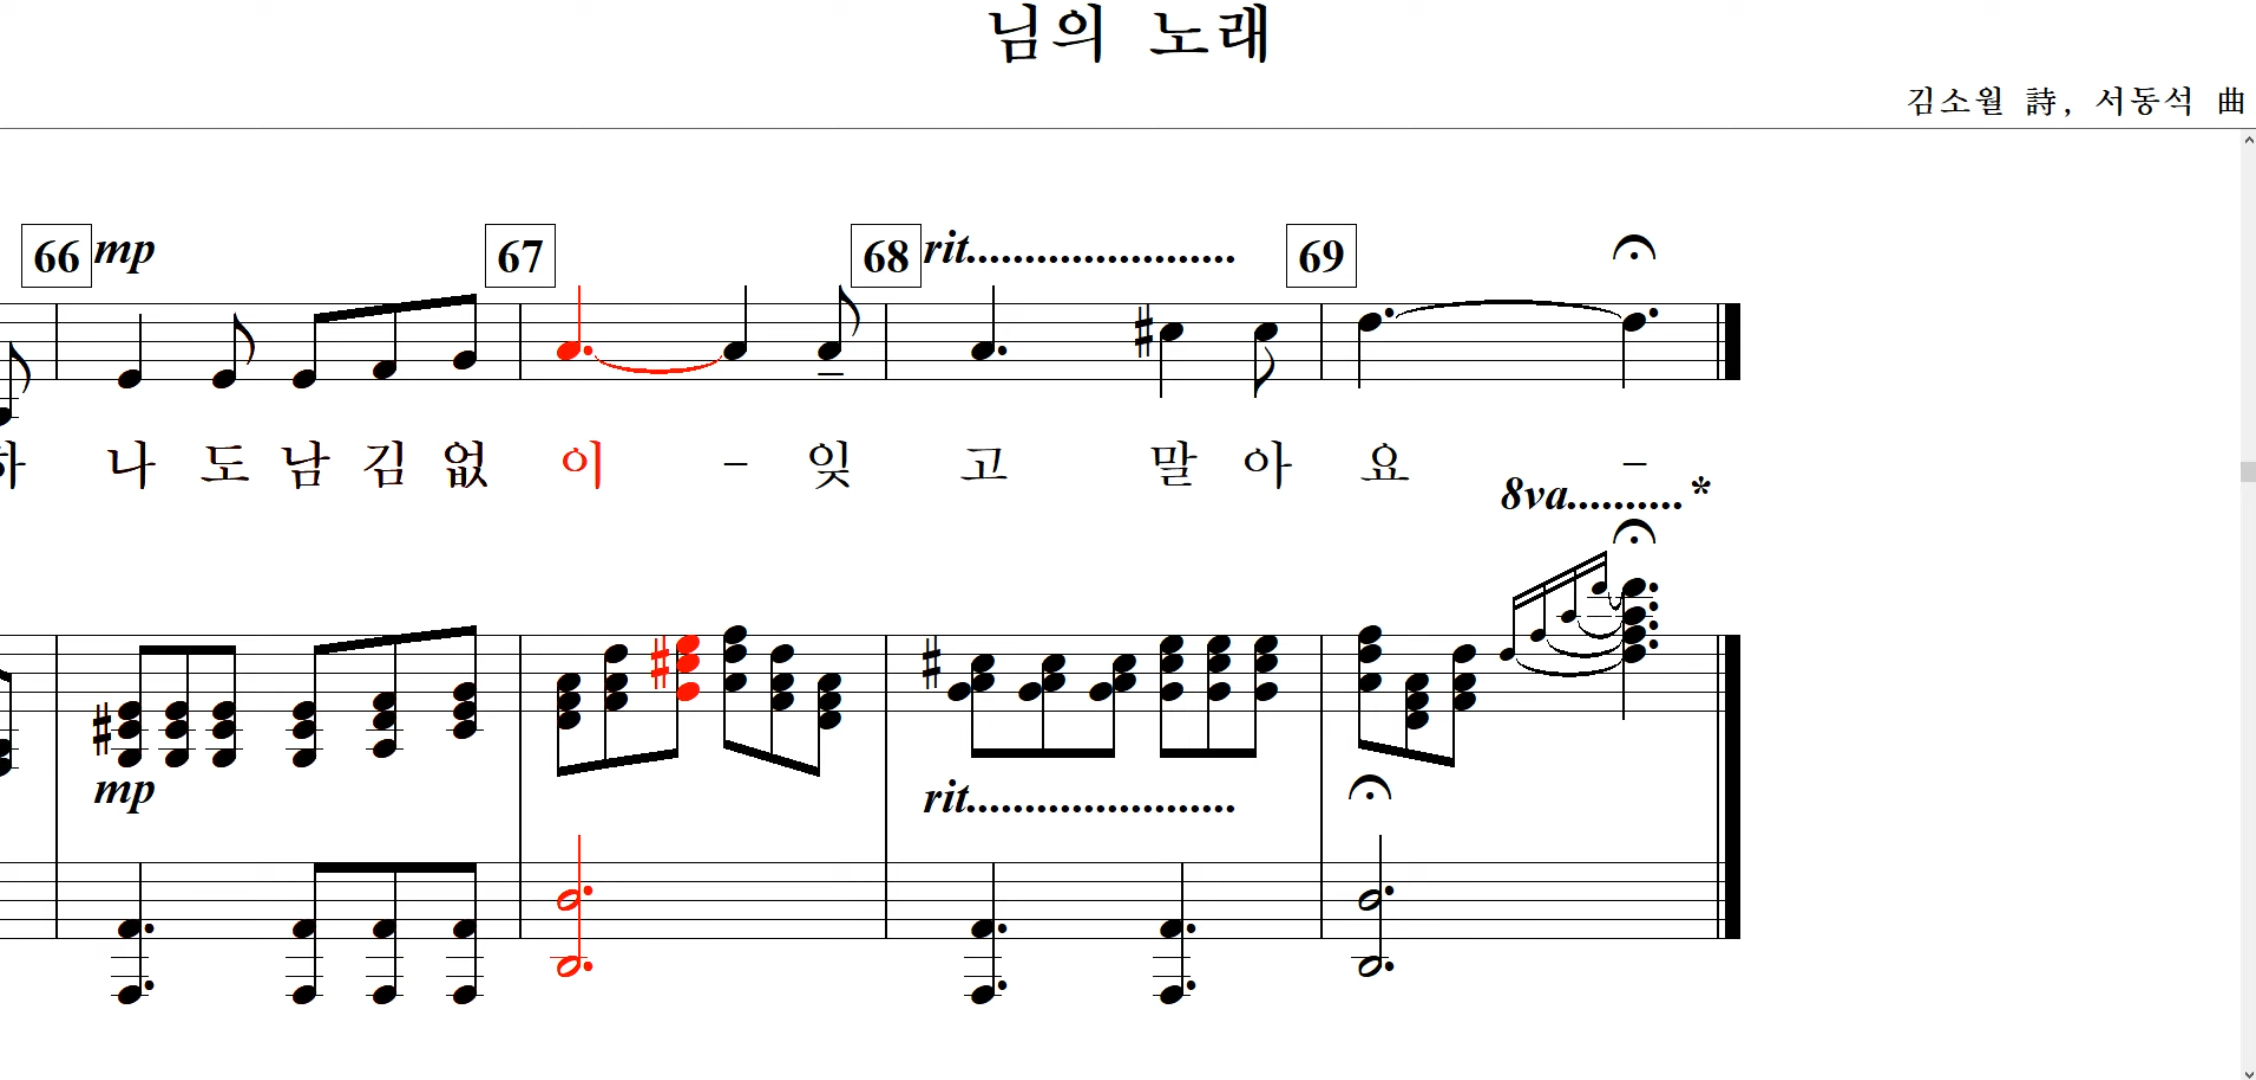 님의 노래
김소월 詩, 서동석 曲
66 mp 67 68 rit....................... 69
하 나 도 남 김 없 이 - 잊 고 말 아 요 -
8va..........*
mp rit.......................